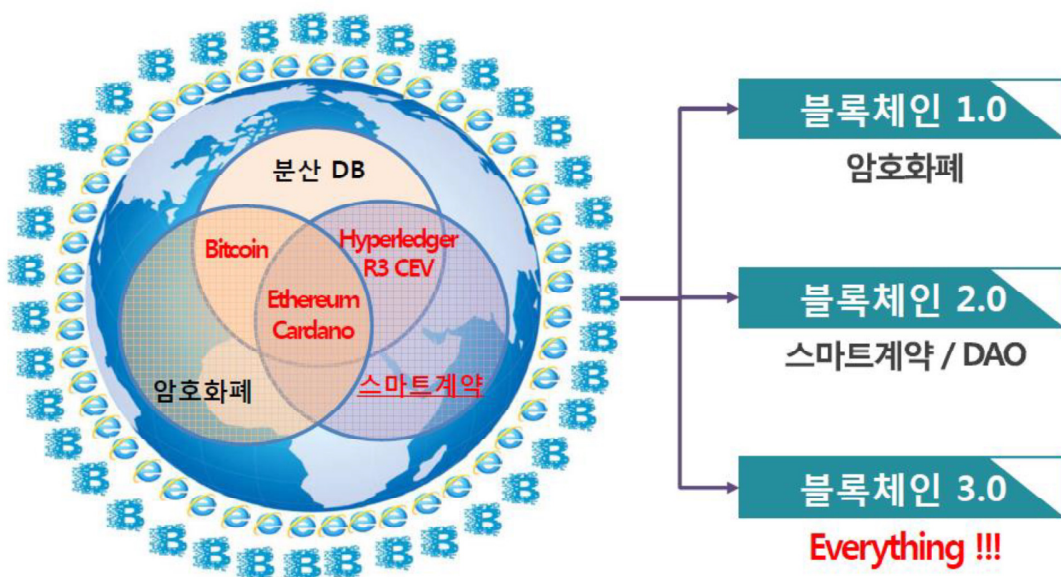 분산 DB
Bitcoin
Hyperledger
R3 CEV
Ethereum
Cardano
암호화폐
스마트계약
블록체인 1.0
암호화폐
블록체인 2.0
스마트계약 / DAO
블록체인 3.0
Everything !!!